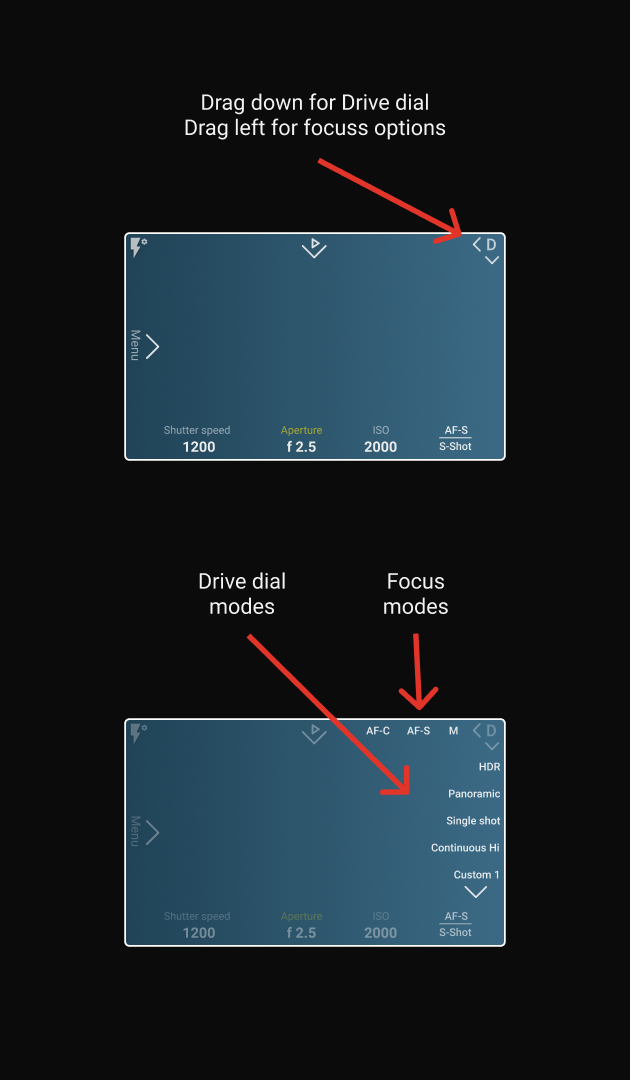 Drag down for Drive dial
Drag left for focuss options
D
Menu
Shutter speed Aperture ISO AF-S
1200 f 2.5 2000 S-Shot
Drive dial
modes
Focus
modes
AF-C AF-S M D
HDR
Panoramic
Single shot
Menu
Continuous Hi
Custom 1
Shutter speed Aperture ISO AF-S
1200 f 2.5 2000 S-Shot